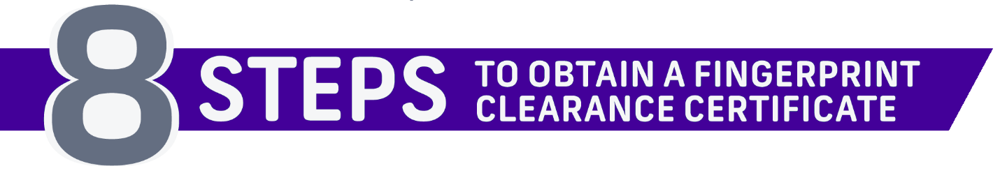 8 STEPS
TO OBTAIN A FINGERPRINT
CLEARANCE CERTIFICATE